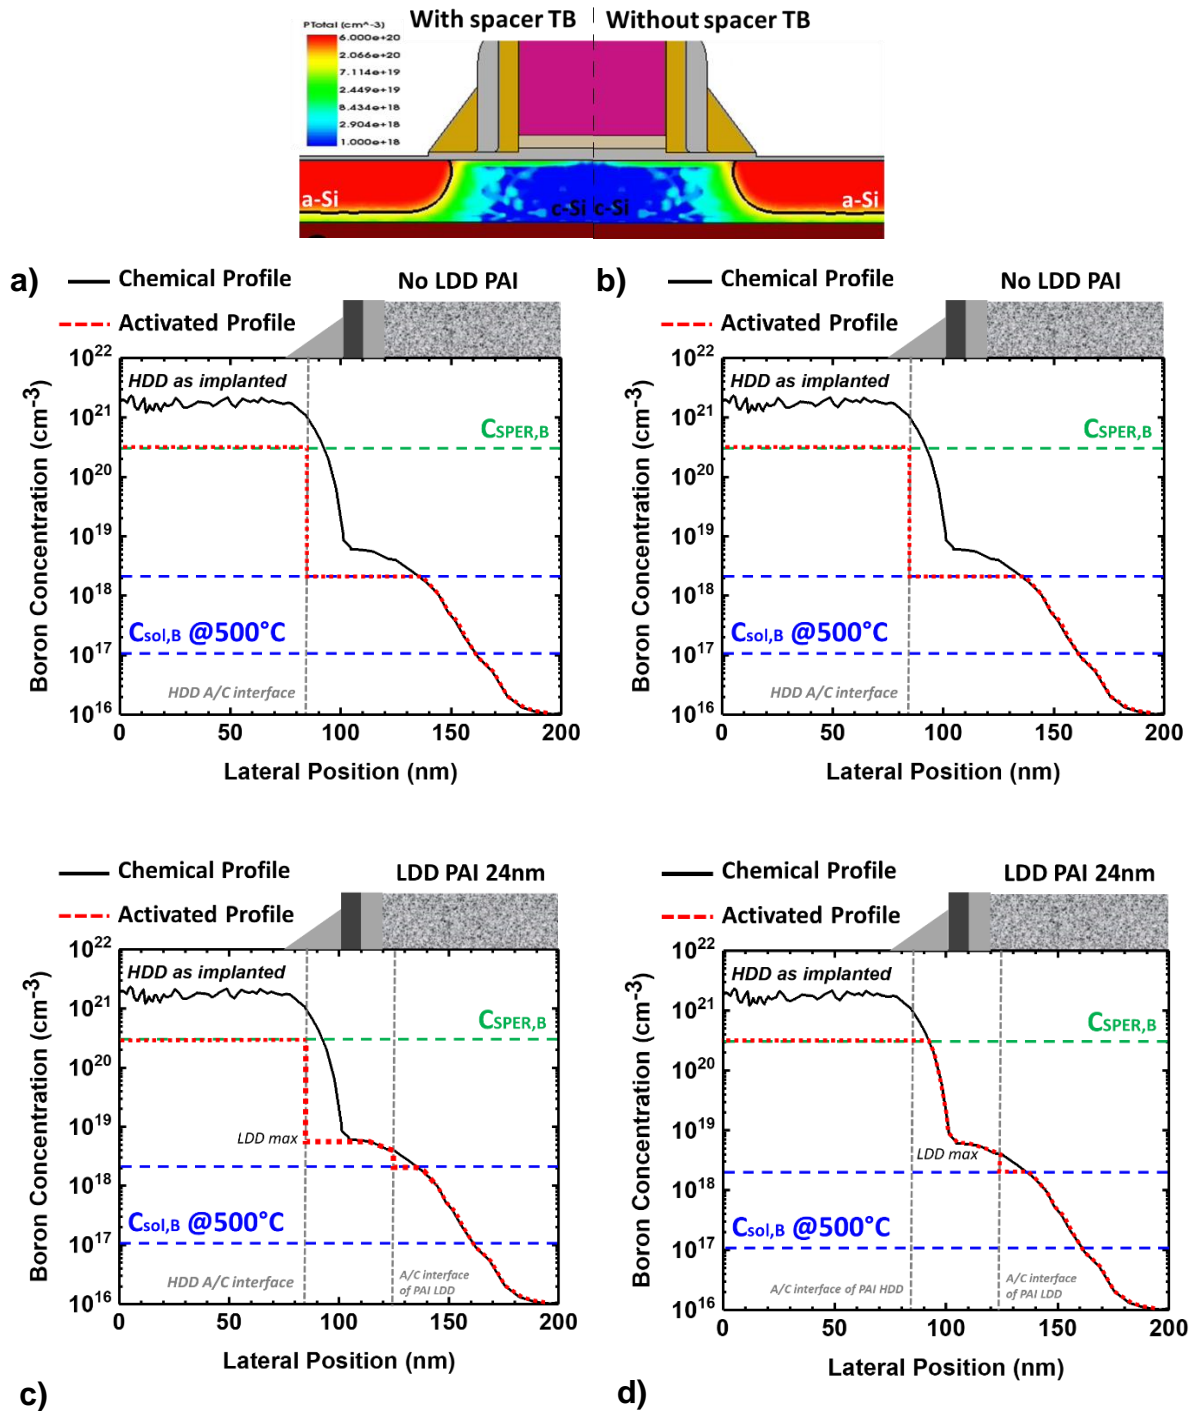 With spacer TB
Without spacer TB
PTotal (cm^-3)
6.000e+20
2.066e+20
7.114e+19
2.449e+19
8.434e+18
2.904e+18
1.000e+18
a-Si
c-Si
c-Si
a-Si
a)
Chemical Profile
No LDD PAI
Activated Profile
Boron Concentration (cm-3)
10^22
10^21
10^20
10^19
10^18
10^17
10^16
HDD as implanted
CSPER,B
Csol,B @500°C
HDD A/C interface
0 50 100 150 200
Lateral Position (nm)
b)
Chemical Profile
No LDD PAI
Activated Profile
Boron Concentration (cm-3)
10^22
10^21
10^20
10^19
10^18
10^17
10^16
HDD as implanted
CSPER,B
Csol,B @500°C
HDD A/C interface
0 50 100 150 200
Lateral Position (nm)
Chemical Profile
LDD PAI 24nm
Activated Profile
Boron Concentration (cm-3)
10^22
10^21
10^20
10^19
10^18
10^17
10^16
HDD as implanted
CSPER,B
LDD max
Csol,B @500°C
HDD A/C interface
A/C interface
of PAI LDD
0 50 100 150 200
Lateral Position (nm)
c)
Chemical Profile
LDD PAI 24nm
Activated Profile
Boron Concentration (cm-3)
10^22
10^21
10^20
10^19
10^18
10^17
10^16
HDD as implanted
CSPER,B
LDD max
Csol,B @500°C
A/C interface of PAI HDD
A/C interface
of PAI LDD
0 50 100 150 200
Lateral Position (nm)
d)